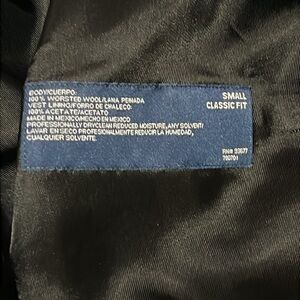 BODY/CUERPO:
100% WORSTED WOOL/LANA PEINADA
VEST LINING/FORRO DE CHALECO:
100% ACETATE/ACETATO
MADE IN MEXICO/HECHO EN MEXICO
PROFESSIONALLY DRYCLEAN REDUCED MOISTURE, ANY SOLVENT/
LAVAR EN SECO PROFESIONALMENTE REDUCIR LA HUMEDAD,
CUALQUIER SOLVENTE.
SMALL
CLASSIC FIT
RN#